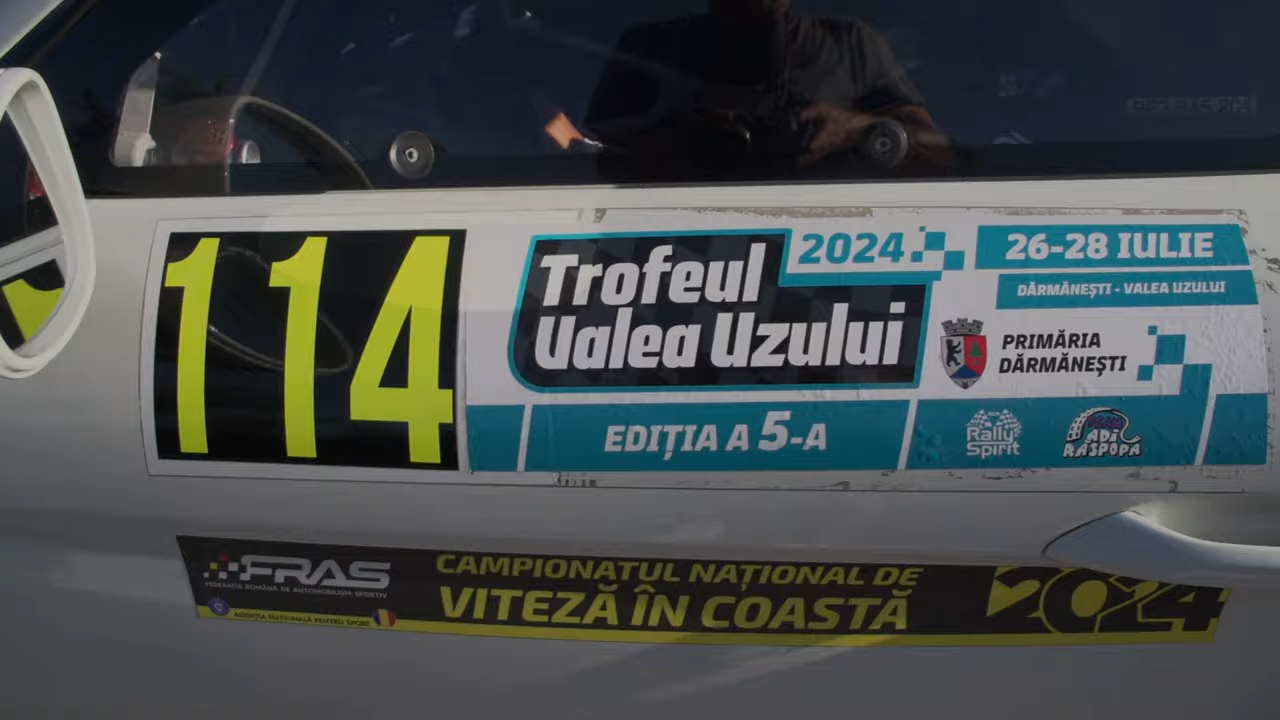 114
Trofeul
Valea Uzului
2024
26-28 IULIE
DĂRMĂNEȘTI - VALEA UZULUI
PRIMĂRIA
DĂRMĂNEȘTI
EDIȚIA A 5-A
Rally
Spirit
ADI
RASPOPA
FRAS
FEDERAȚIA ROMÂNĂ DE AUTOMOBILISM SPORTIV
AGENȚIA NAȚIONALĂ PENTRU SPORT
CAMPIONATUL NAȚIONAL DE
VITEZĂ ÎN COASTĂ
2024